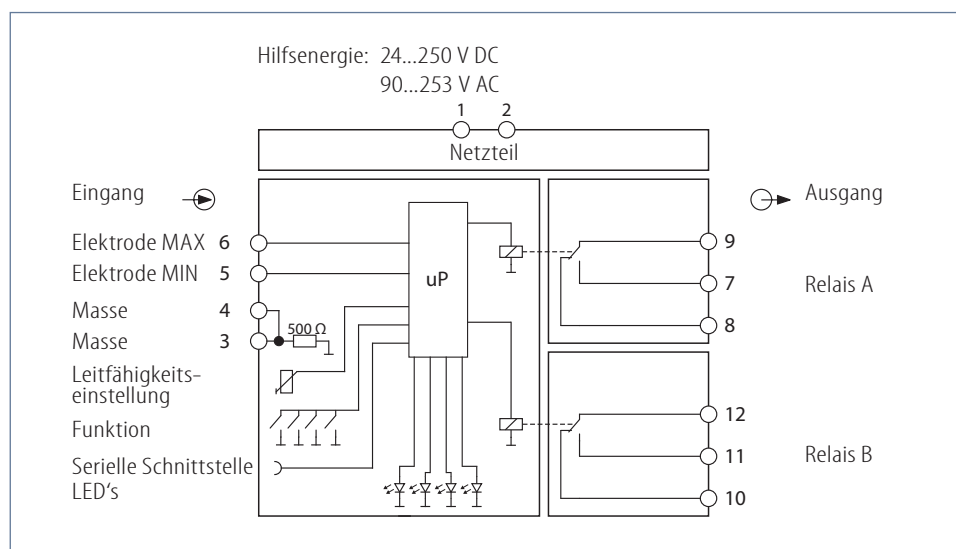 Hilfsenergie: 24...250 V DC
90...253 V AC
1 2
Netzteil
Eingang
Ausgang
Elektrode MAX 6
Elektrode MIN 5
Masse 4
Masse 3
500 Ω
Leitfähigkeits-
einstellung
Funktion
Serielle Schnittstelle
LED‘s
uP
9
7
8
Relais A
12
11
10
Relais B